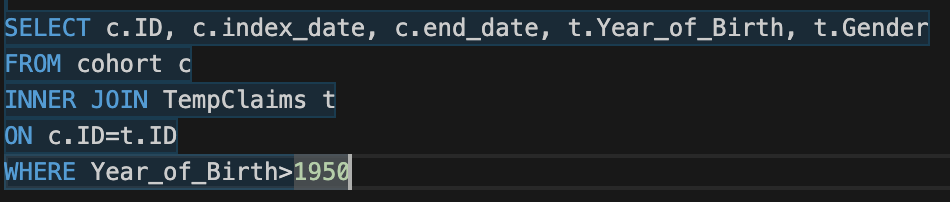 SELECT c.ID, c.index_date, c.end_date, t.Year_of_Birth, t.Gender
FROM cohort c
INNER JOIN TempClaims t
ON c.ID=t.ID
WHERE Year_of_Birth>1950